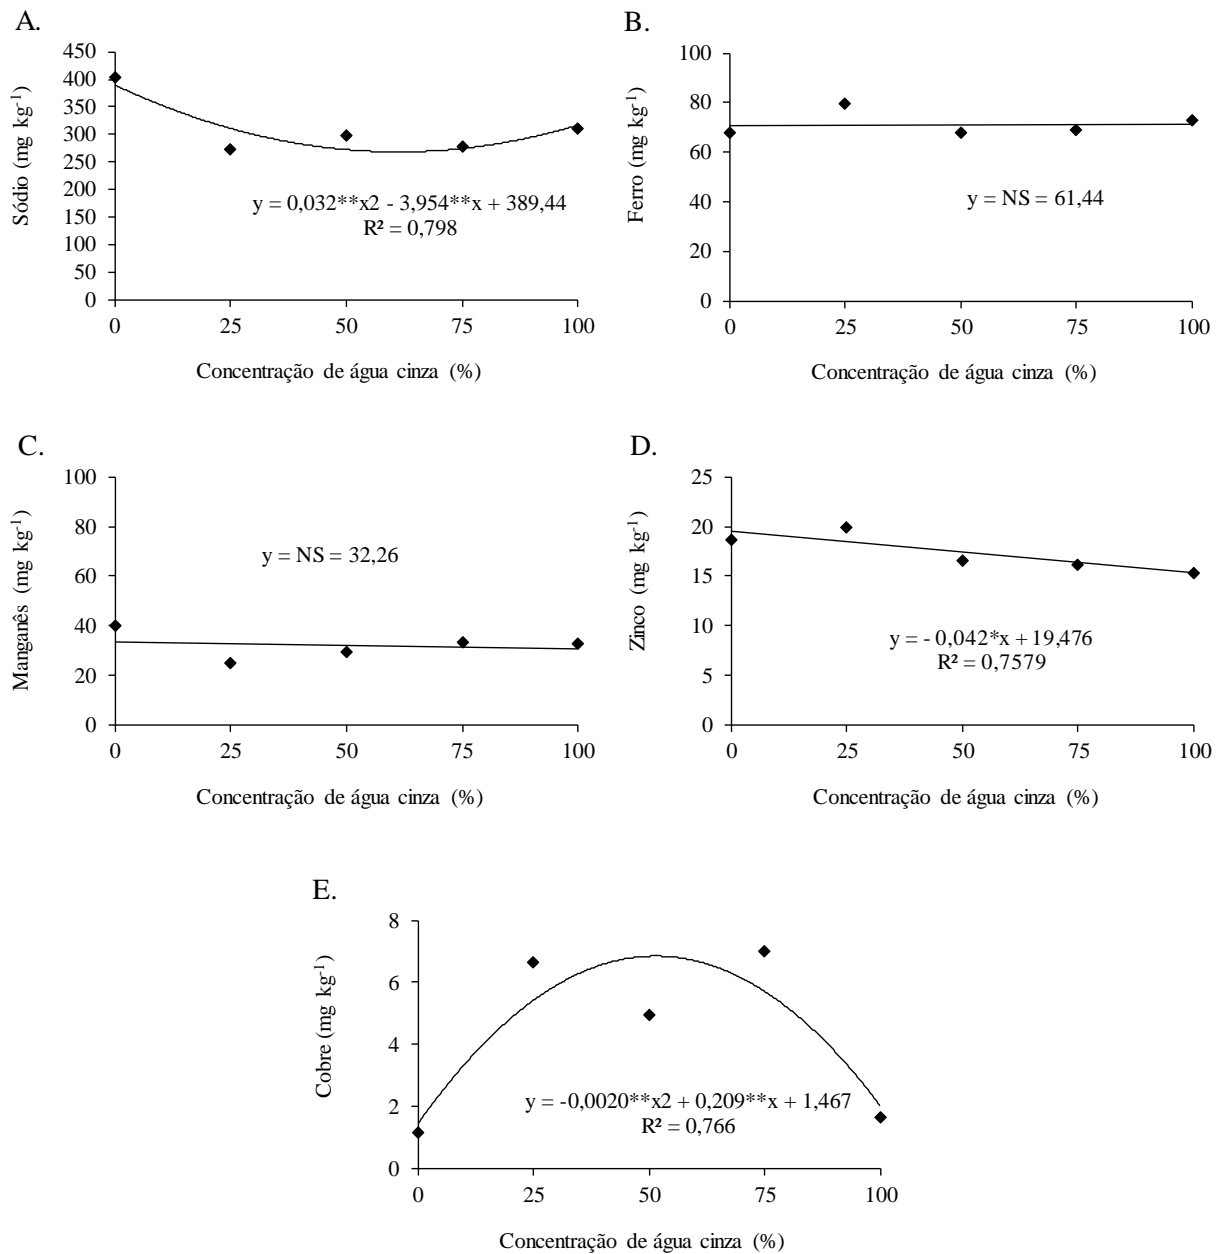 A.
450
400
350
300
250
200
150
100
50
0
Sódio (mg kg-1)
y = 0,032**x2 - 3,954**x + 389,44
R² = 0,798
0 25 50 75 100
Concentração de água cinza (%)
B.
100
80
60
40
20
0
Ferro (mg kg-1)
y = NS = 61,44
0 25 50 75 100
Concentração de água cinza (%)
C.
100
80
60
40
20
0
Manganês (mg kg-1)
y = NS = 32,26
0 25 50 75 100
Concentração de água cinza (%)
D.
25
20
15
10
5
0
Zinco (mg kg-1)
y = - 0,042*x + 19,476
R² = 0,7579
0 25 50 75 100
Concentração de água cinza (%)
E.
8
6
4
2
0
Cobre (mg kg-1)
y = -0,0020**x2 + 0,209**x + 1,467
R² = 0,766
0 25 50 75 100
Concentração de água cinza (%)